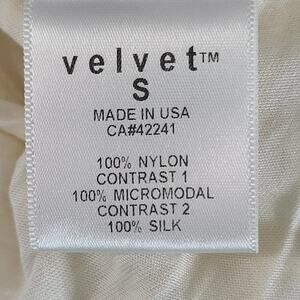 velvet™
S
MADE IN USA
CA#42241
100% NYLON
CONTRAST 1
100% MICROMODAL
CONTRAST 2
100% SILK